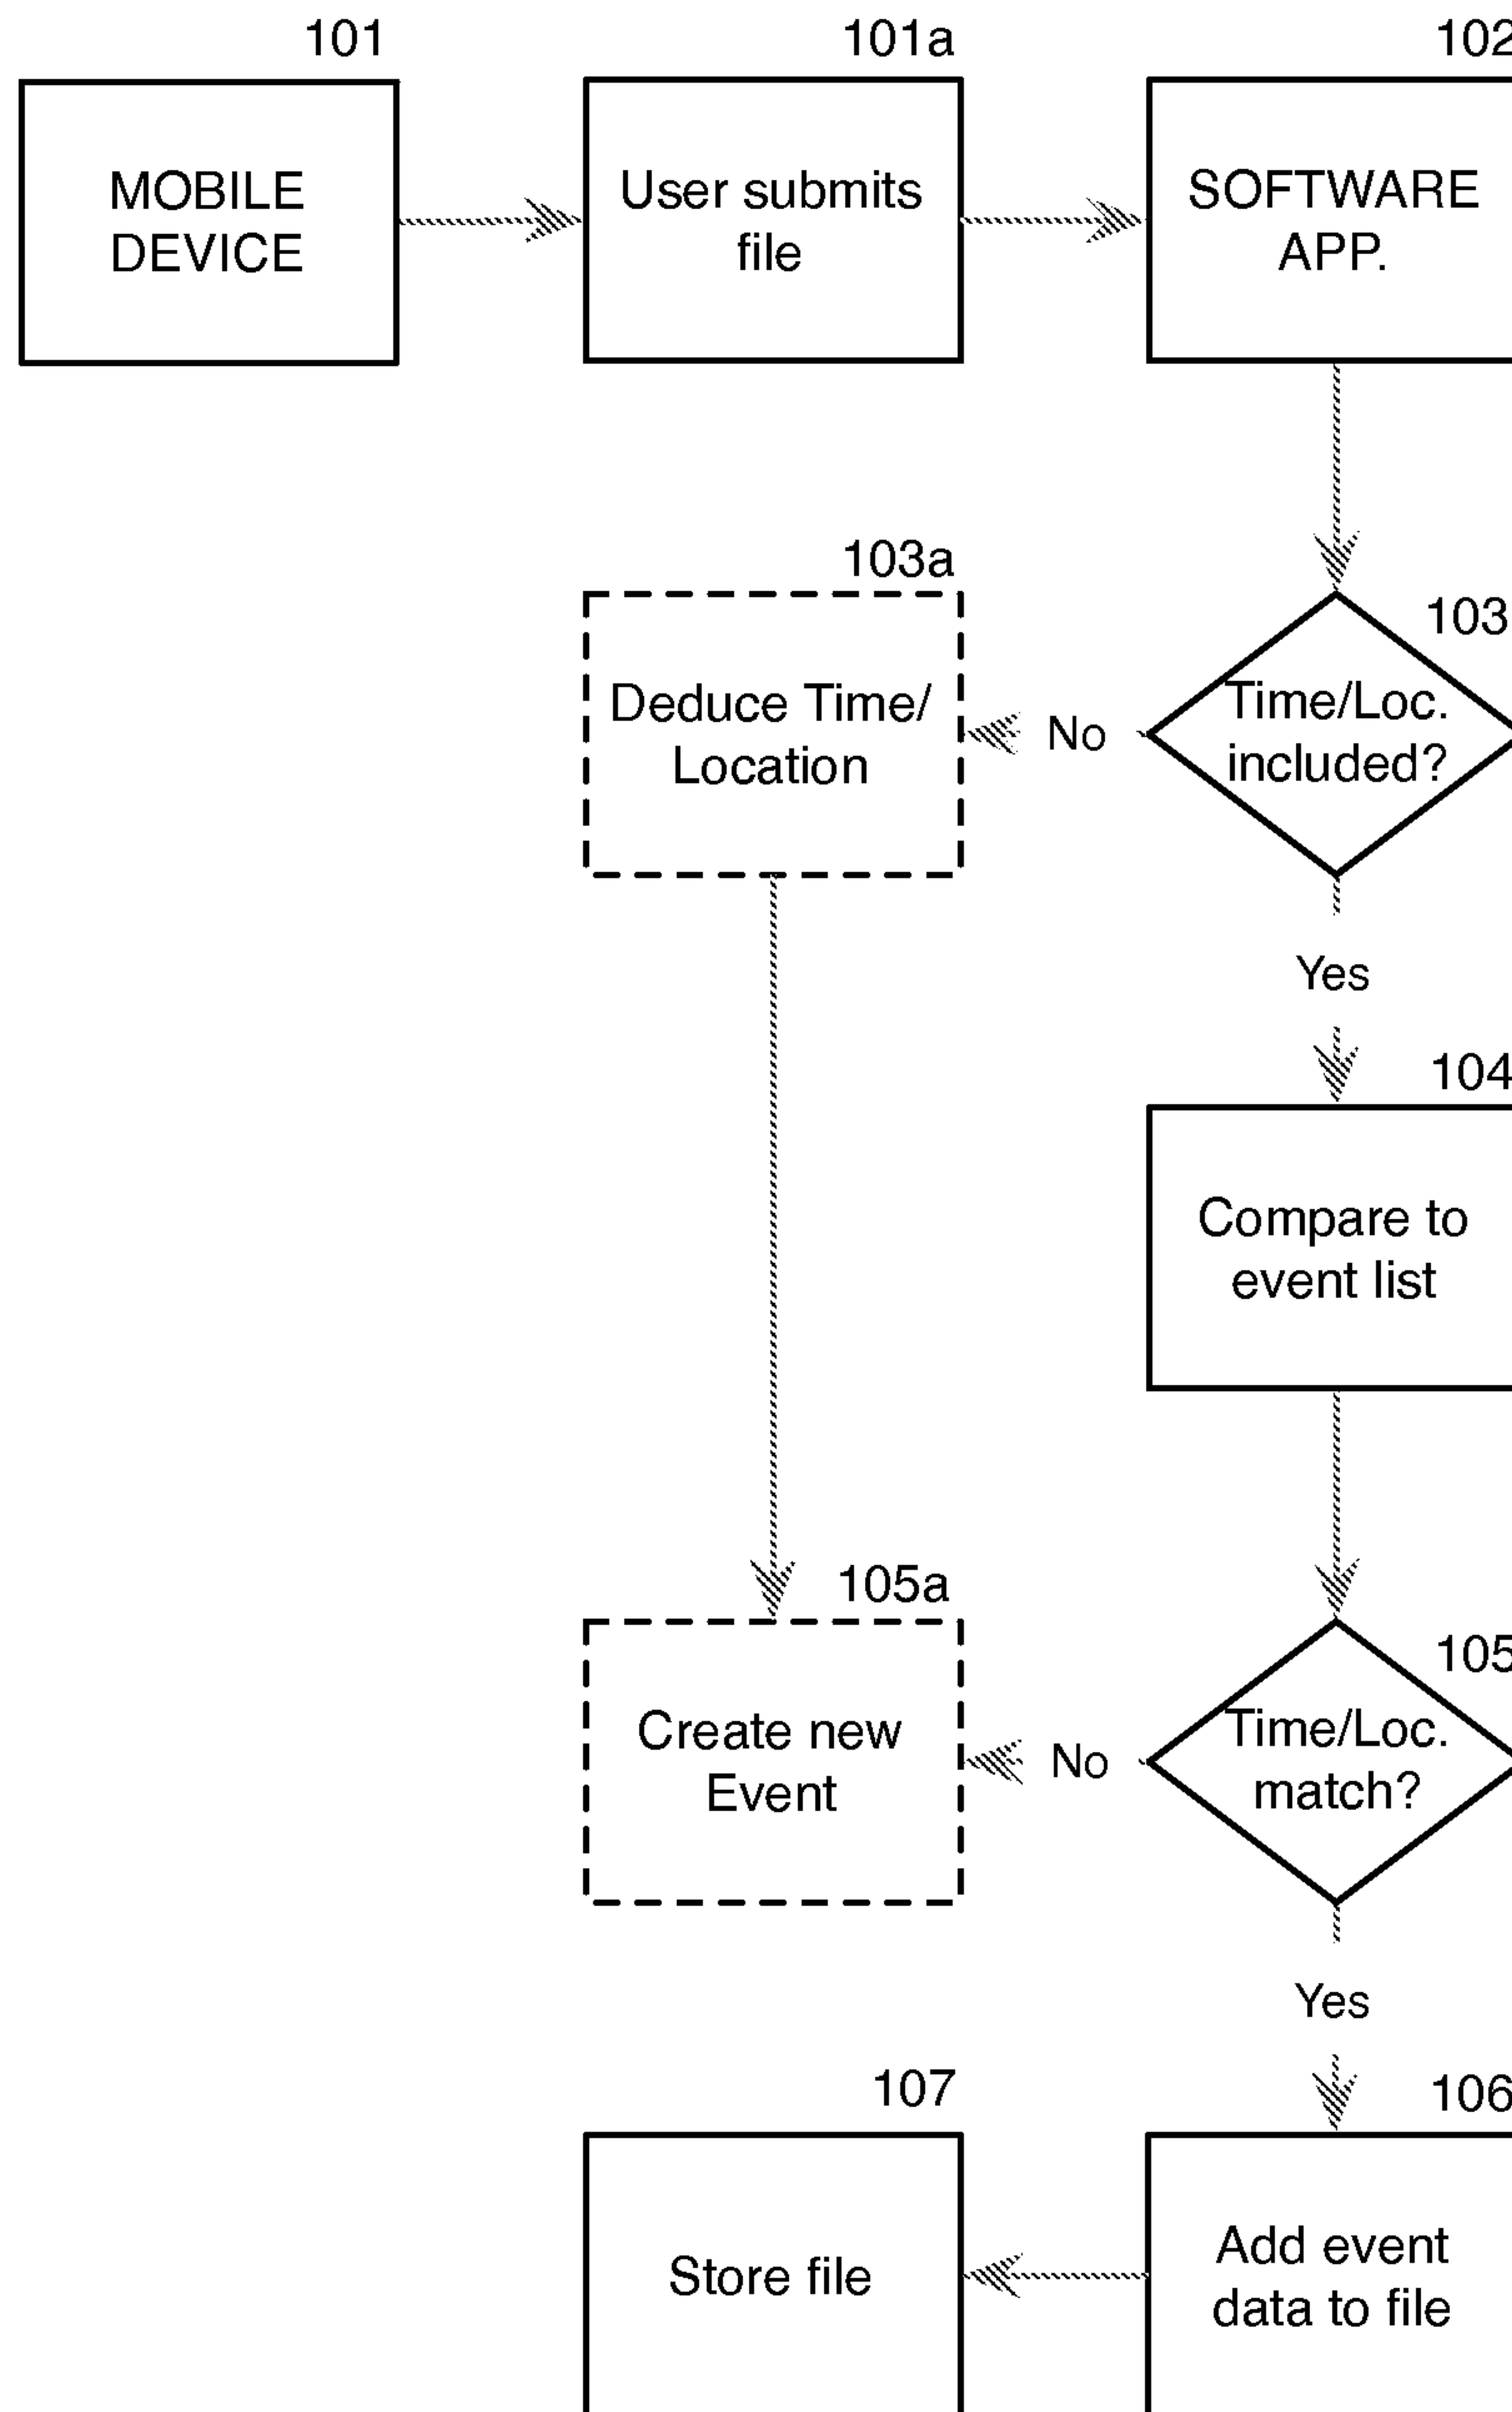 101
101a
102
MOBILE
DEVICE
User submits
file
SOFTWARE
APP.
103a
103
Deduce Time/
Location
No
Time/Loc.
included?
Yes
104
Compare to
event list
105a
105
Create new
Event
No
Time/Loc.
match?
Yes
107
106
Store file
Add event
data to file